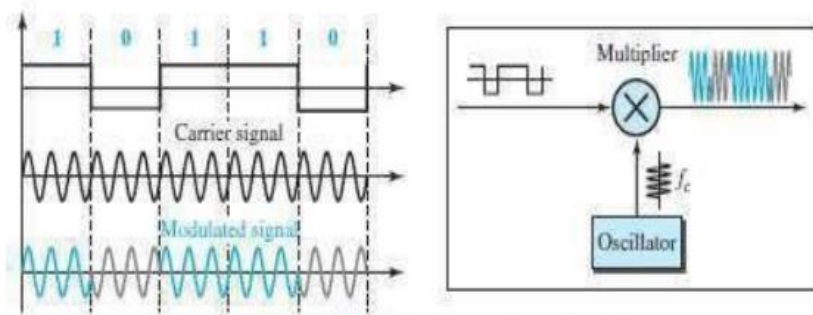 1 0 1 1 0
Carrier signal
Modulated signal
Multiplier
fc
Oscillator